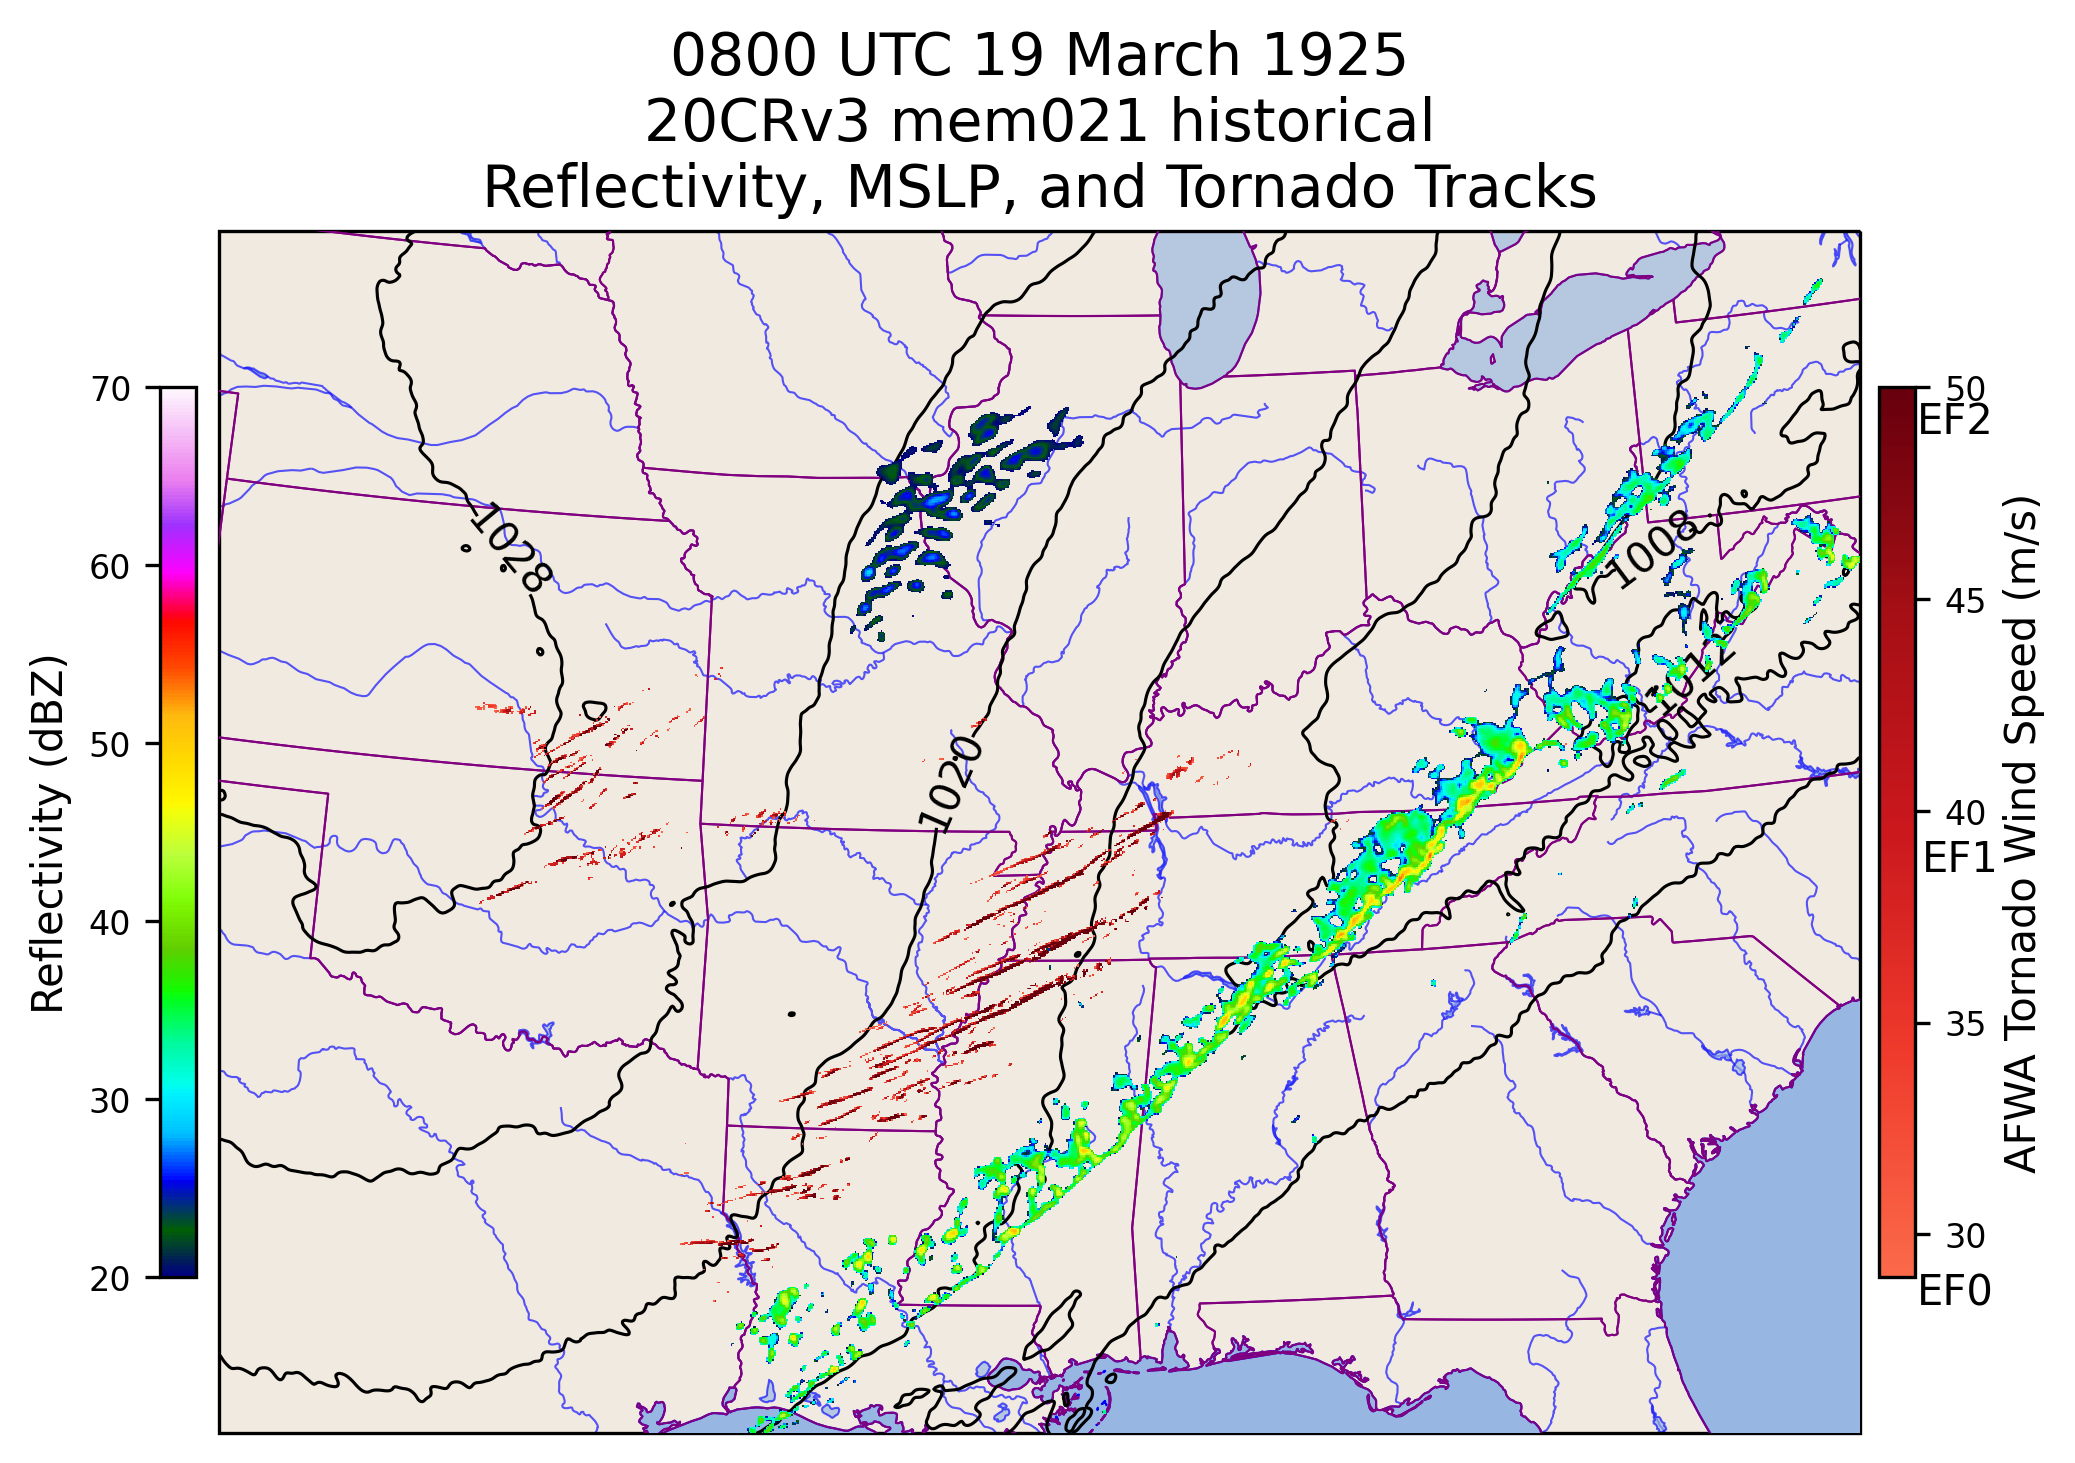 0800 UTC 19 March 1925
20CRv3 mem021 historical
Reflectivity, MSLP, and Tornado Tracks
Reflectivity (dBZ)
70
60
50
40
30
20
1028
1020
1008
1012
50
EF2
45
40
EF1
35
30
EF0
AFWA Tornado Wind Speed (m/s)